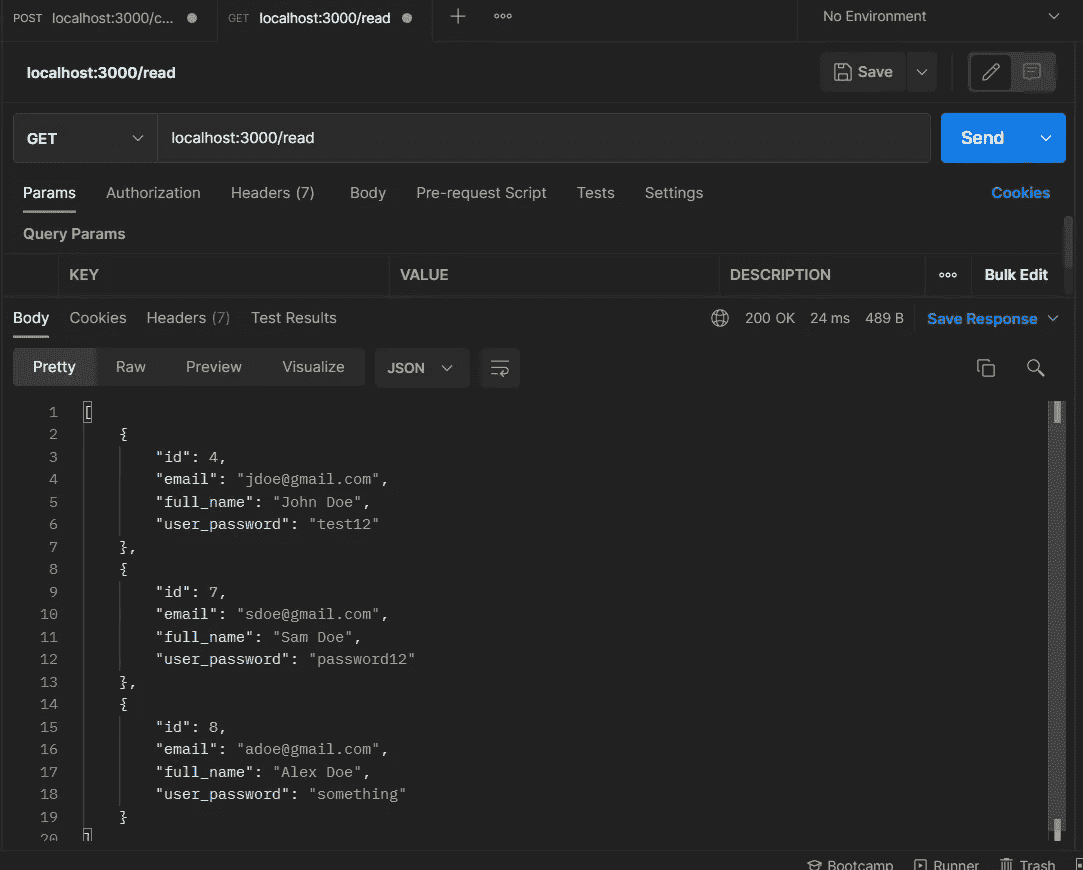 POST localhost:3000/c... GET localhost:3000/read No Environment
localhost:3000/read Save
GET localhost:3000/read Send
Params Authorization Headers (7) Body Pre-request Script Tests Settings Cookies
Query Params
KEY VALUE DESCRIPTION Bulk Edit
Body Cookies Headers (7) Test Results 200 OK 24 ms 489 B Save Response
Pretty Raw Preview Visualize JSON
1 [
2 {
3 "id": 4,
4 "email": "jdoe@gmail.com",
5 "full_name": "John Doe",
6 "user_password": "test12"
7 },
8 {
9 "id": 7,
10 "email": "sdoe@gmail.com",
11 "full_name": "Sam Doe",
12 "user_password": "password12"
13 },
14 {
15 "id": 8,
16 "email": "adoe@gmail.com",
17 "full_name": "Alex Doe",
18 "user_password": "something"
19 }
20 ]
Bootcamp Runner Trash